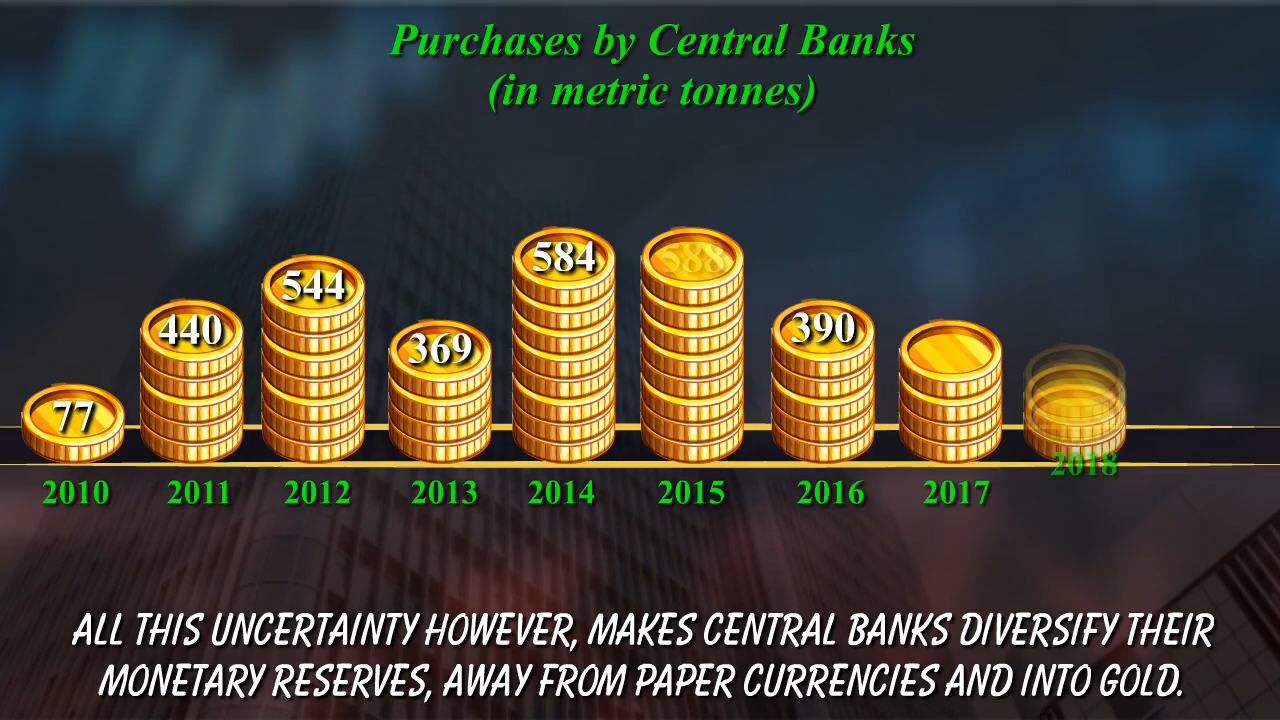 Purchases by Central Banks
(in metric tonnes)
77 440 544 369 584 588 390
2010 2011 2012 2013 2014 2015 2016 2017 2018
ALL THIS UNCERTAINTY HOWEVER, MAKES CENTRAL BANKS DIVERSIFY THEIR
MONETARY RESERVES, AWAY FROM PAPER CURRENCIES AND INTO GOLD.